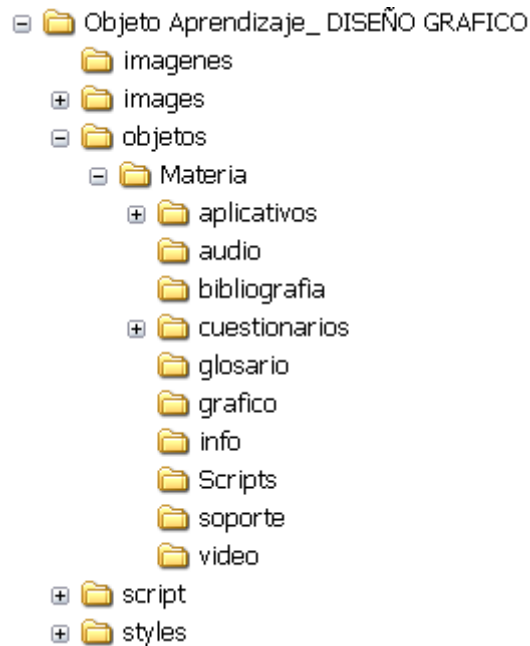 Objeto Aprendizaje_ DISEÑO GRAFICO
imagenes
images
objetos
Materia
aplicativos
audio
bibliografia
cuestionarios
glosario
grafico
info
Scripts
soporte
video
script
styles